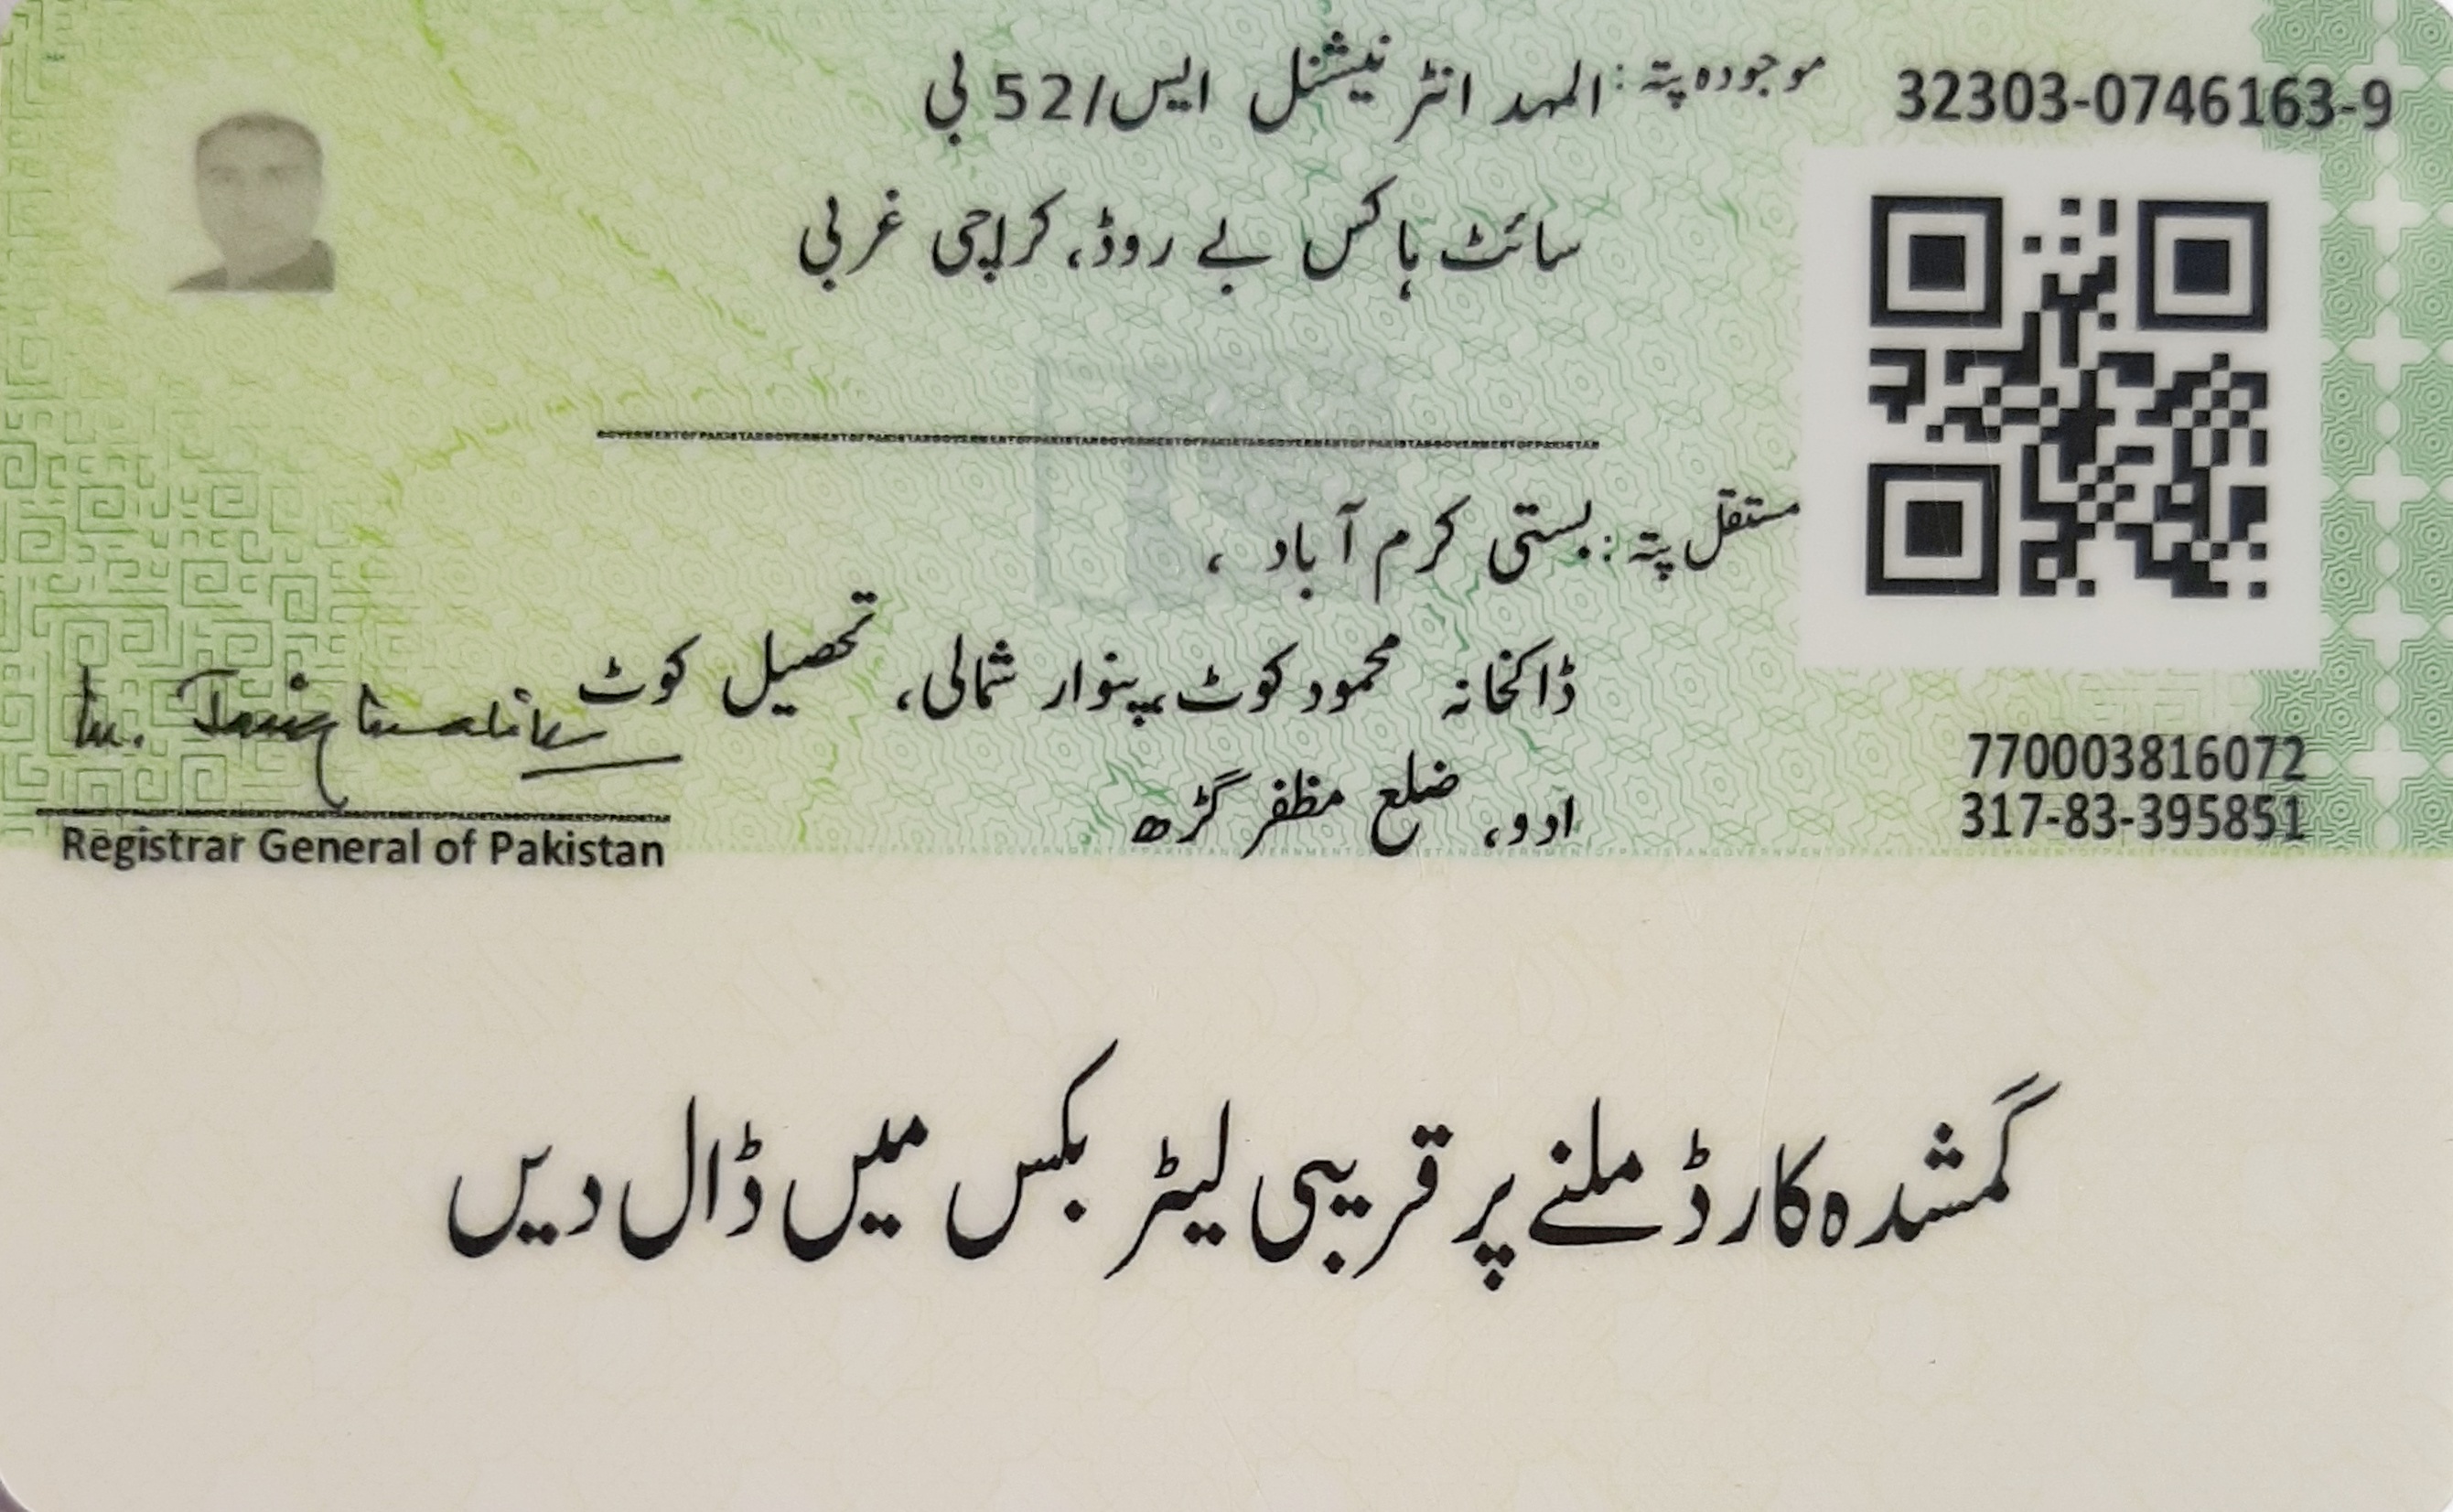 32303-0746163-9
موجودہ پتہ: المہد انٹرنیشنل ایس/52 بی
سائٹ ہاکس بے روڈ، کراچی غربی
مستقل پتہ: بستی کرم آباد ،
ڈاکخانہ محمود کوٹ، پنوار شمالی، تحصیل کوٹ
ادو، ضلع مظفر گڑھ
770003816072
317-83-395851
Registrar General of Pakistan
گمشدہ کارڈ ملنے پر قریبی لیٹر بکس میں ڈال دیں